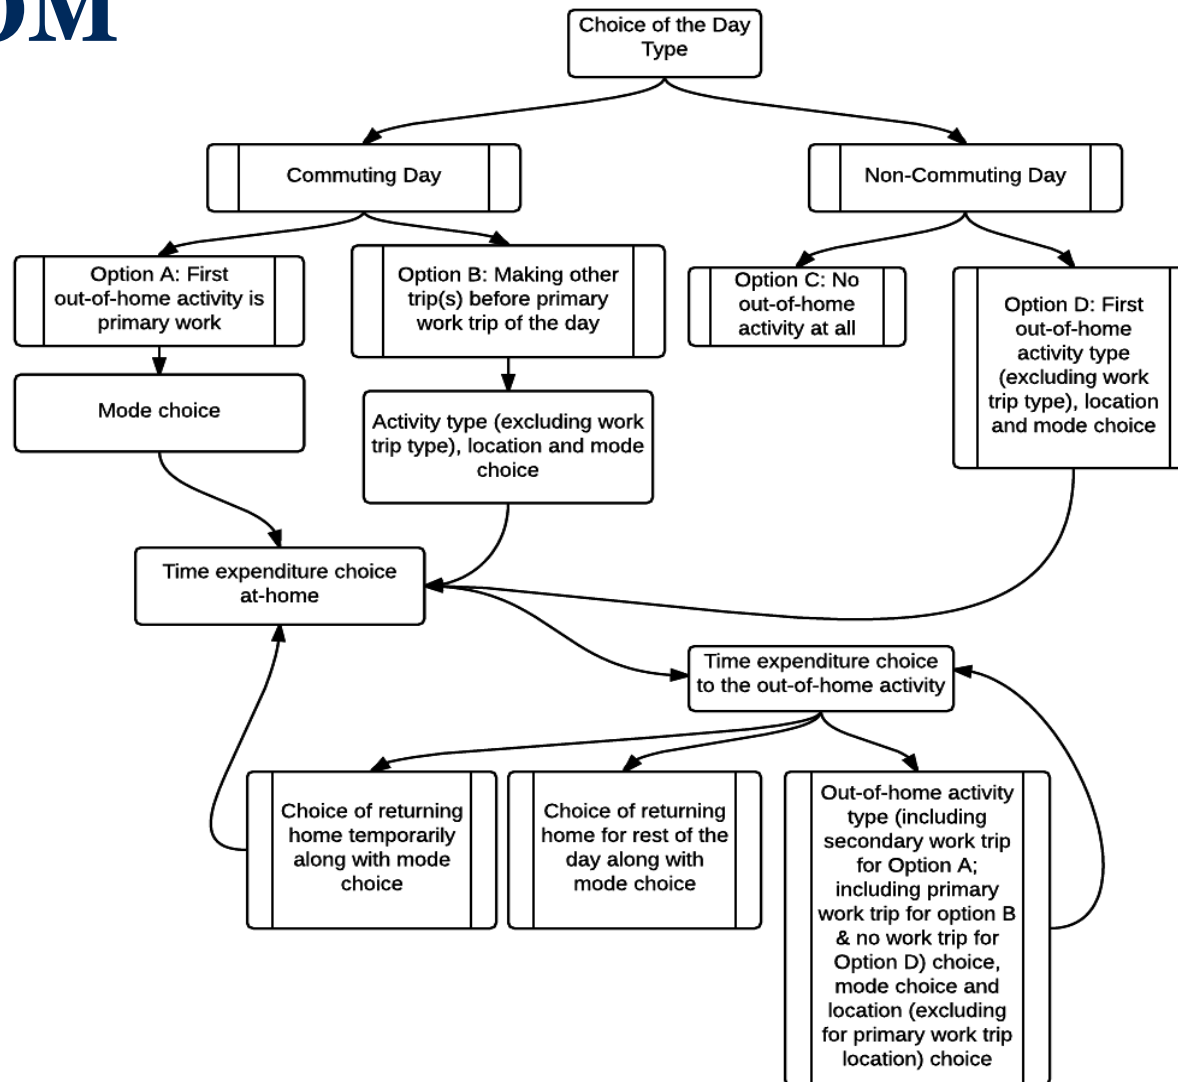 OM
Choice of the Day
Type
Commuting Day
Non-Commuting Day
Option A: First
out-of-home activity is
primary work
Option B: Making other
trip(s) before primary
work trip of the day
Option C: No
out-of-home
activity at all
Option D: First
out-of-home
activity type
(excluding work
trip type), location
and mode choice
Mode choice
Activity type (excluding work
trip type), location and mode
choice
Time expenditure choice
at-home
Time expenditure choice
to the out-of-home activity
Choice of returning
home temporarily
along with mode
choice
Choice of returning
home for rest of the
day along with
mode choice
Out-of-home activity
type (including
secondary work trip
for Option A;
including primary
work trip for option B
& no work trip for
Option D) choice,
mode choice and
location (excluding
for primary work trip
location) choice